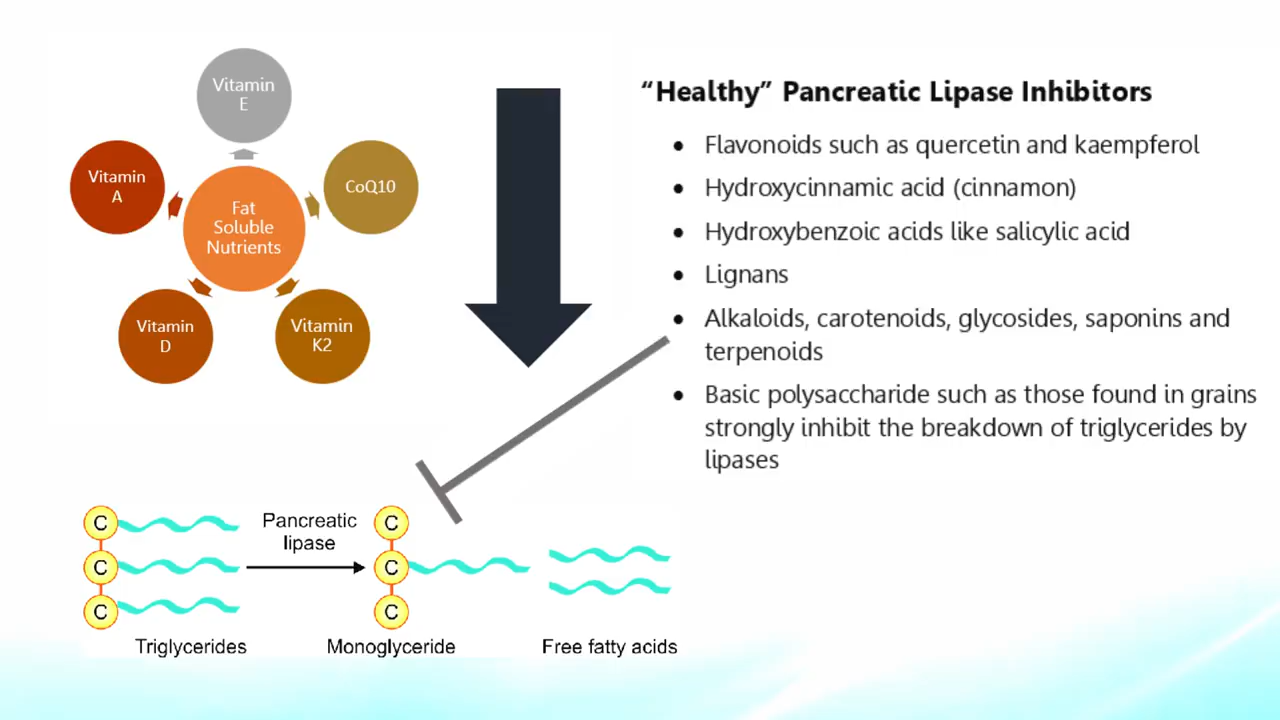 Vitamin
E
Vitamin
A
CoQ10
Fat
Soluble
Nutrients
Vitamin
D
Vitamin
K2
“Healthy” Pancreatic Lipase Inhibitors
• Flavonoids such as quercetin and kaempferol
• Hydroxycinnamic acid (cinnamon)
• Hydroxybenzoic acids like salicylic acid
• Lignans
• Alkaloids, carotenoids, glycosides, saponins and
terpenoids
• Basic polysaccharide such as those found in grains
strongly inhibit the breakdown of triglycerides by
lipases
C
C
C
Pancreatic
lipase
C
C
C
Triglycerides
Monoglyceride
Free fatty acids